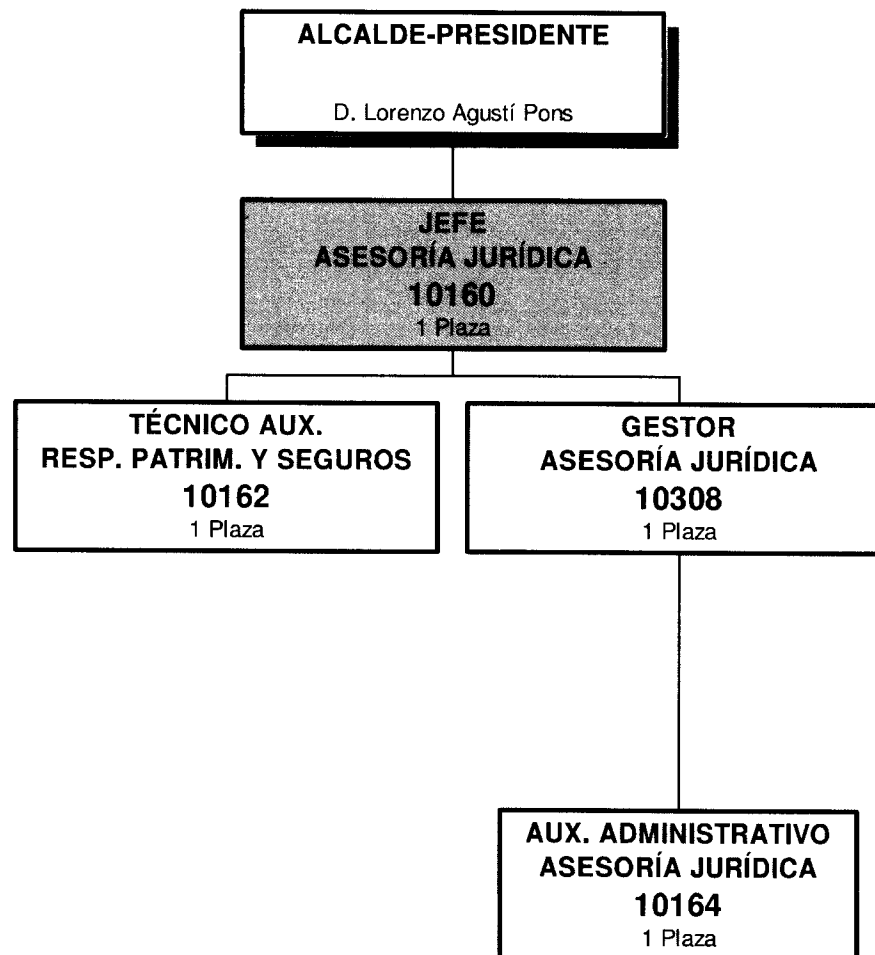 ALCALDE-PRESIDENTE
D. Lorenzo Agustí Pons
JEFE
ASESORÍA JURÍDICA
10160
1 Plaza
TÉCNICO AUX.
RESP. PATRIM. Y SEGUROS
10162
1 Plaza
GESTOR
ASESORÍA JURÍDICA
10308
1 Plaza
AUX. ADMINISTRATIVO
ASESORÍA JURÍDICA
10164
1 Plaza